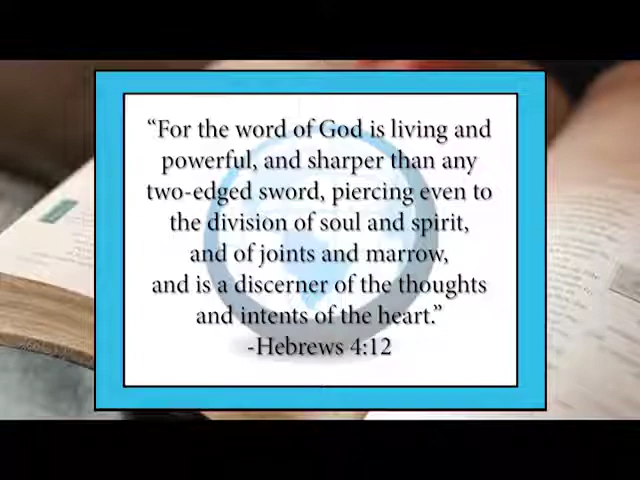 “For the word of God is living and
powerful, and sharper than any
two-edged sword, piercing even to
the division of soul and spirit,
and of joints and marrow,
and is a discerner of the thoughts
and intents of the heart.”
-Hebrews 4:12